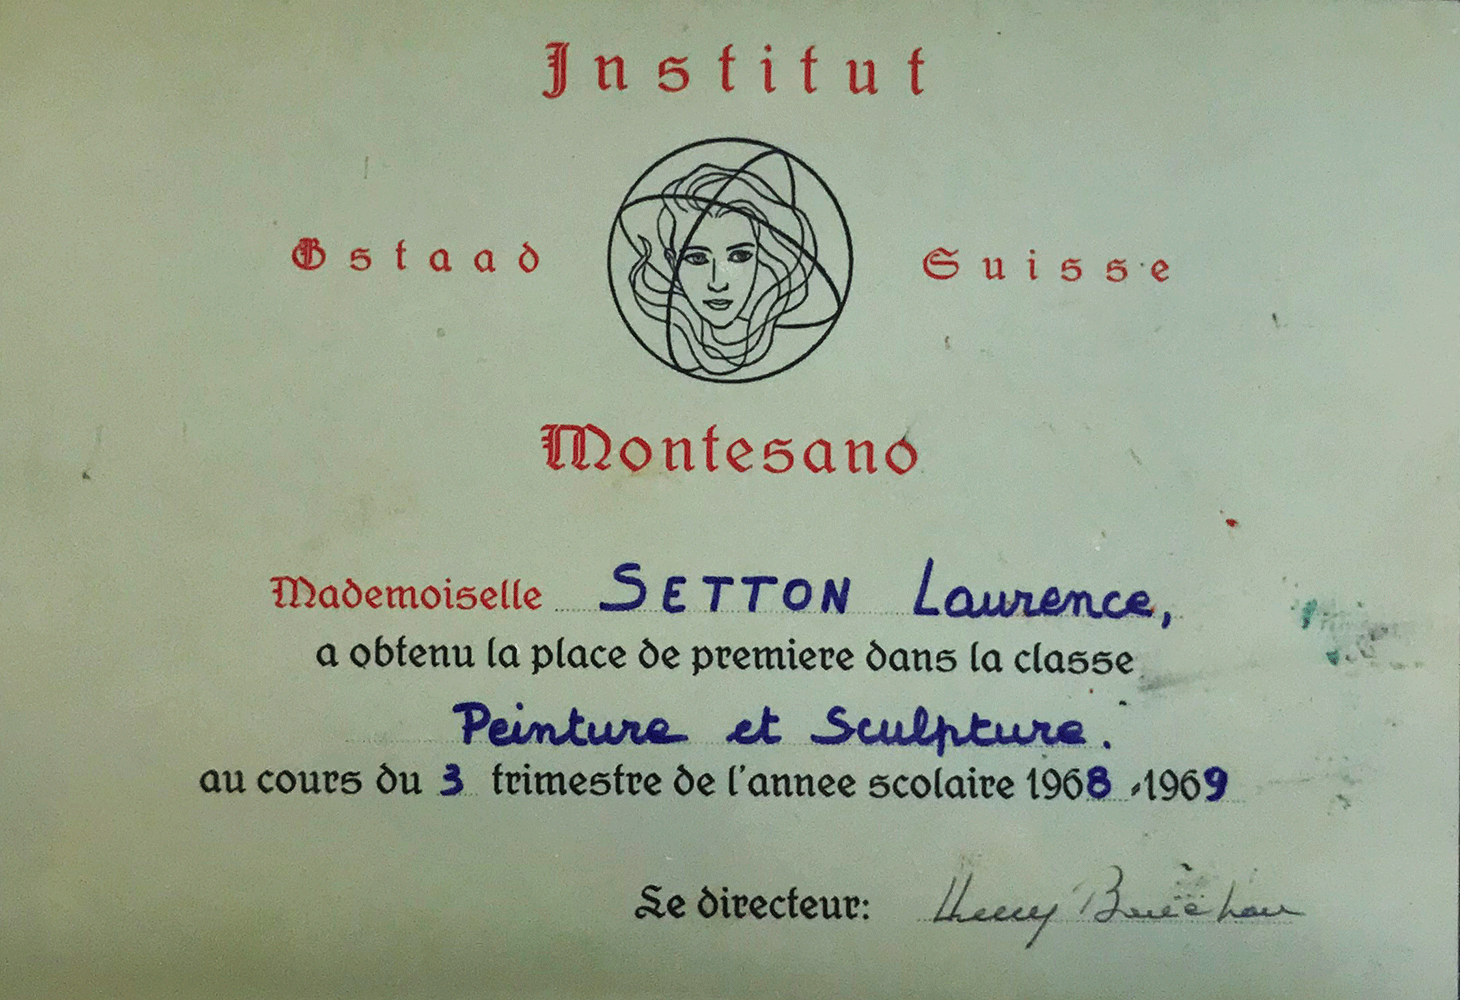 Institut
Gstaad Suisse
Montesano
Mademoiselle SETTON Laurence,
a obtenu la place de premiere dans la classe
Peinture et Sculpture.
au cours du 3 trimestre de l'annee scolaire 1968-1969
Le directeur: